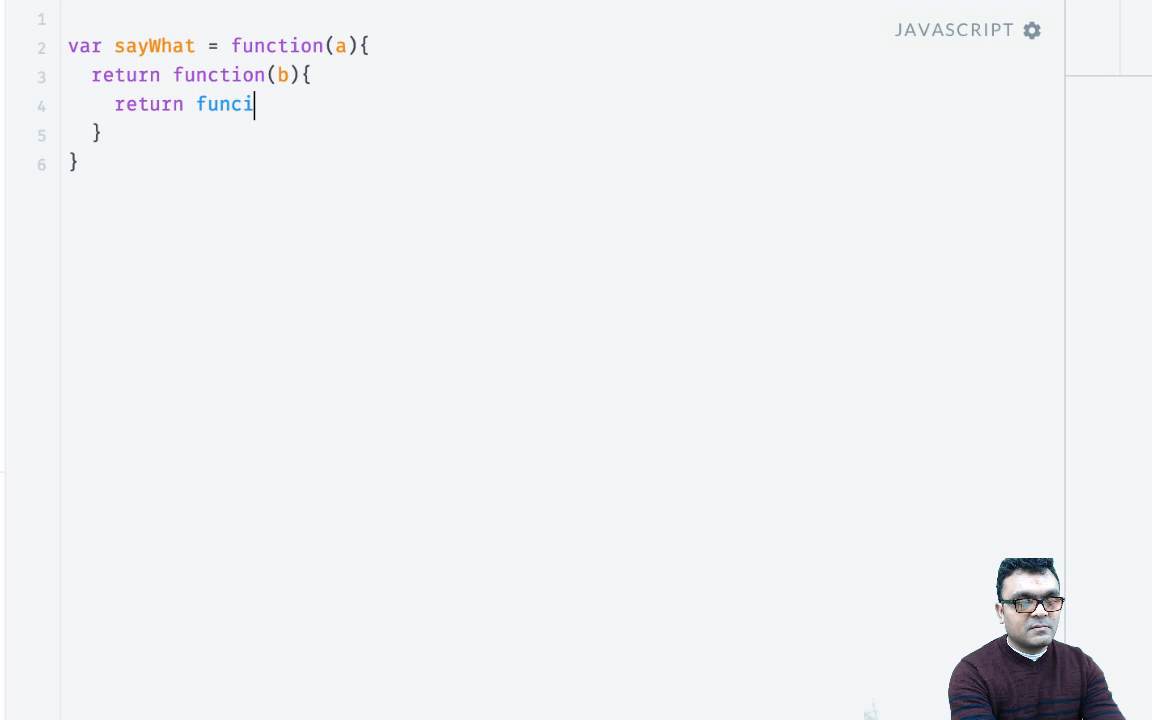 JAVASCRIPT
1
2 var sayWhat = function(a){
3 return function(b){
4 return funci
5 }
6 }